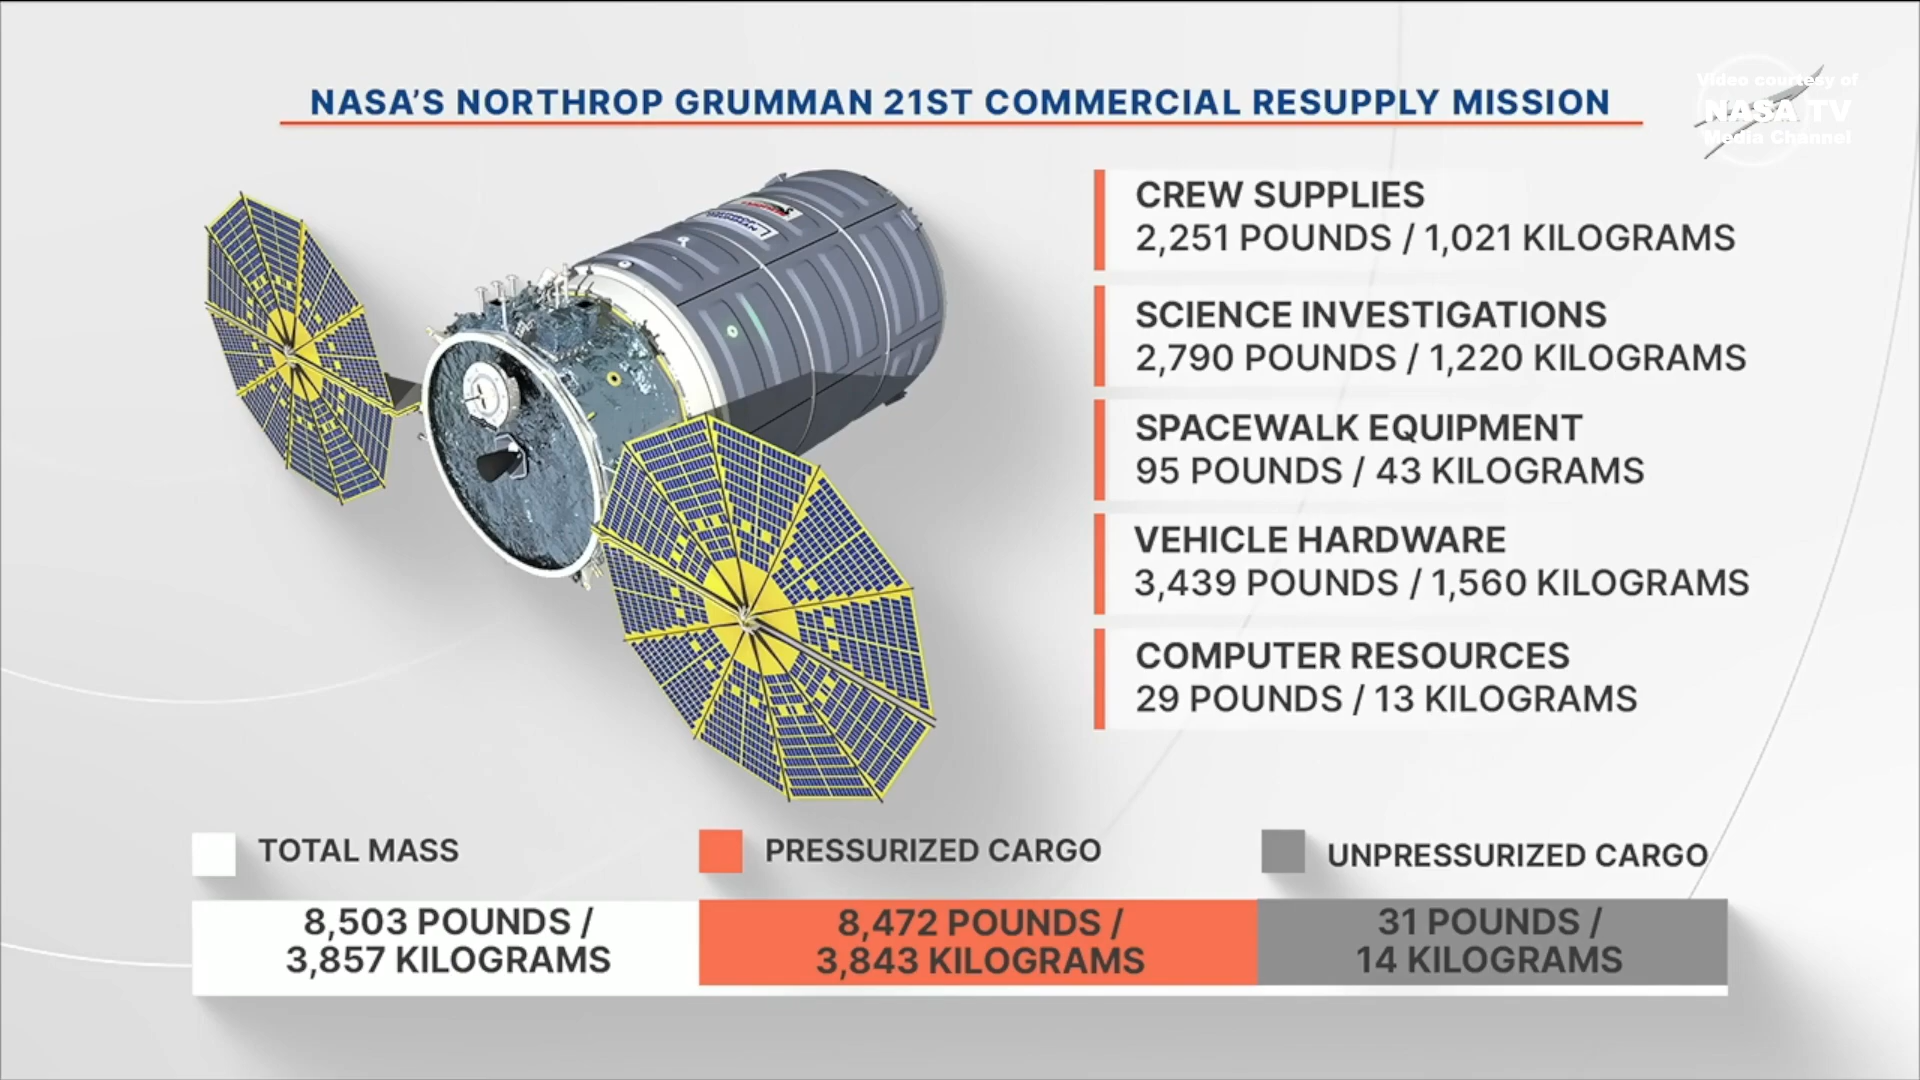 NASA'S NORTHROP GRUMMAN 21ST COMMERCIAL RESUPPLY MISSION
Video courtesy of
NASA TV
Media Channel
CREW SUPPLIES
2,251 POUNDS / 1,021 KILOGRAMS
SCIENCE INVESTIGATIONS
2,790 POUNDS / 1,220 KILOGRAMS
SPACEWALK EQUIPMENT
95 POUNDS / 43 KILOGRAMS
VEHICLE HARDWARE
3,439 POUNDS / 1,560 KILOGRAMS
COMPUTER RESOURCES
29 POUNDS / 13 KILOGRAMS
TOTAL MASS
PRESSURIZED CARGO
UNPRESSURIZED CARGO
8,503 POUNDS /
3,857 KILOGRAMS
8,472 POUNDS /
3,843 KILOGRAMS
31 POUNDS /
14 KILOGRAMS